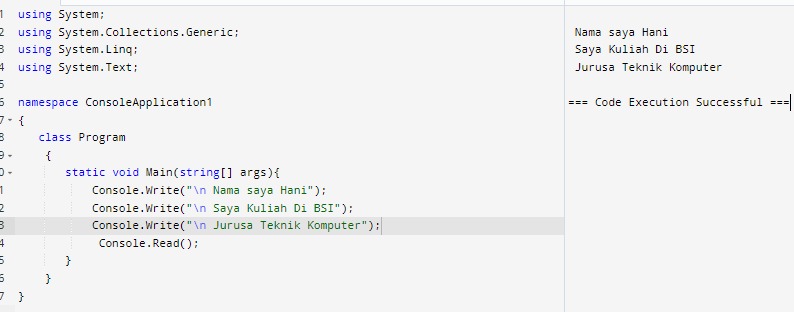 1 using System;
2 using System.Collections.Generic;
3 using System.Linq;
4 using System.Text;
5
6 namespace ConsoleApplication1
7 {
8 class Program
9 {
0 static void Main(string[] args){
1 Console.Write("\n Nama saya Hani");
2 Console.Write("\n Saya Kuliah Di BSI");
3 Console.Write("\n Jurusa Teknik Komputer");
4 Console.Read();
5 }
6 }
7 }
Nama saya Hani
Saya Kuliah Di BSI
Jurusa Teknik Komputer
=== Code Execution Successful ===